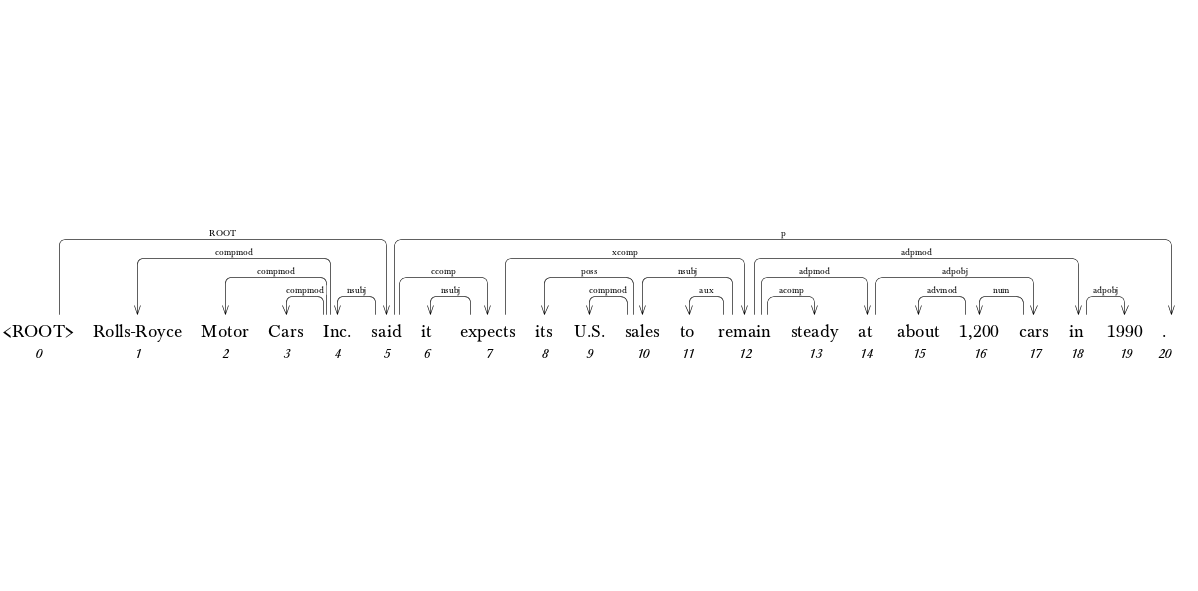 ROOT p
compmod xcomp adpmod
compmod ccomp poss nsubj adpmod adpobj
compmod nsubj nsubj compmod aux acomp advmod num adpobj
<ROOT> Rolls-Royce Motor Cars Inc. said it expects its U.S. sales to remain steady at about 1,200 cars in 1990 .
0 1 2 3 4 5 6 7 8 9 10 11 12 13 14 15 16 17 18 19 20